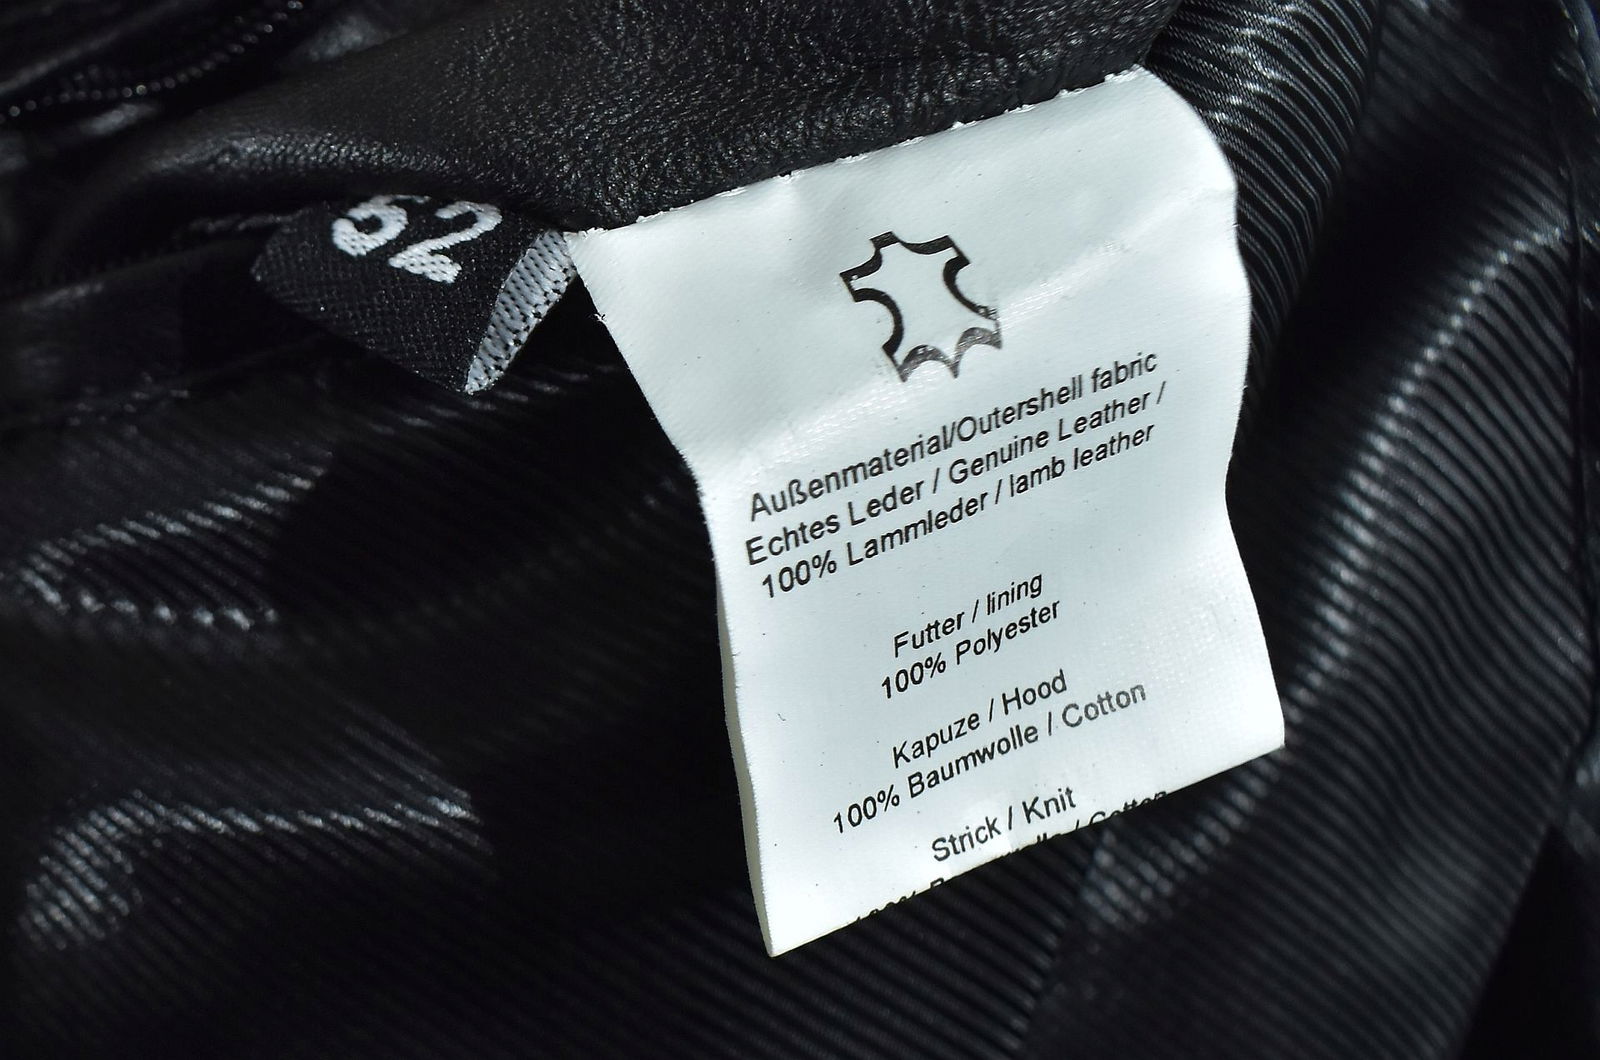 52
Außenmaterial/Outershell fabric
Echtes Leder / Genuine Leather /
100% Lammleder / lamb leather
Futter / lining
100% Polyester
Kapuze / Hood
100% Baumwolle / Cotton
Strick / Knit